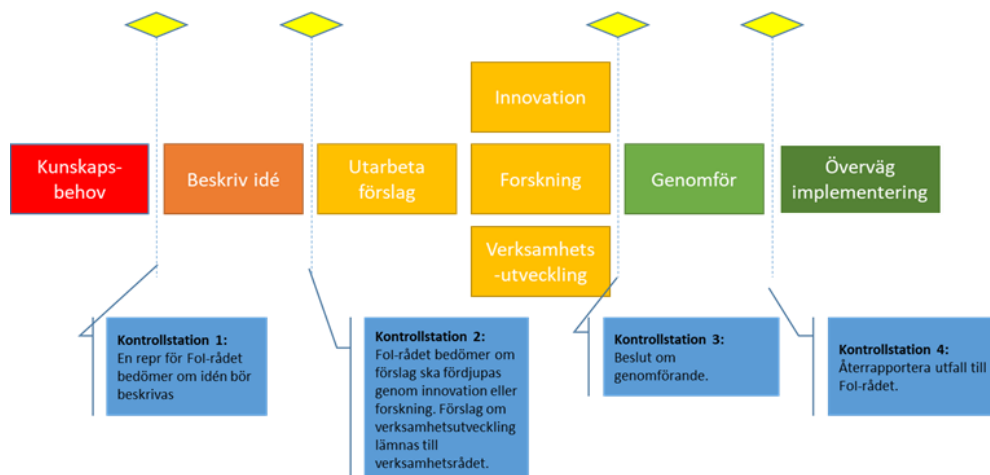 Innovation
Kunskaps-
behov
Beskriv idé
Utarbeta
förslag
Forskning
Genomför
Överväg
implementering
Verksamhets
-utveckling
Kontrollstation 1:
En repr för FoI-rådet
bedömer om idén bör
beskrivas
Kontrollstation 2:
FoI-rådet bedömer om
förslag ska fördjupas
genom innovation eller
forskning. Förslag om
verksamhetsutveckling
lämnas till
verksamhetsrådet.
Kontrollstation 3:
Beslut om
genomförande.
Kontrollstation 4:
Återrapportera utfall till
FoI-rådet.